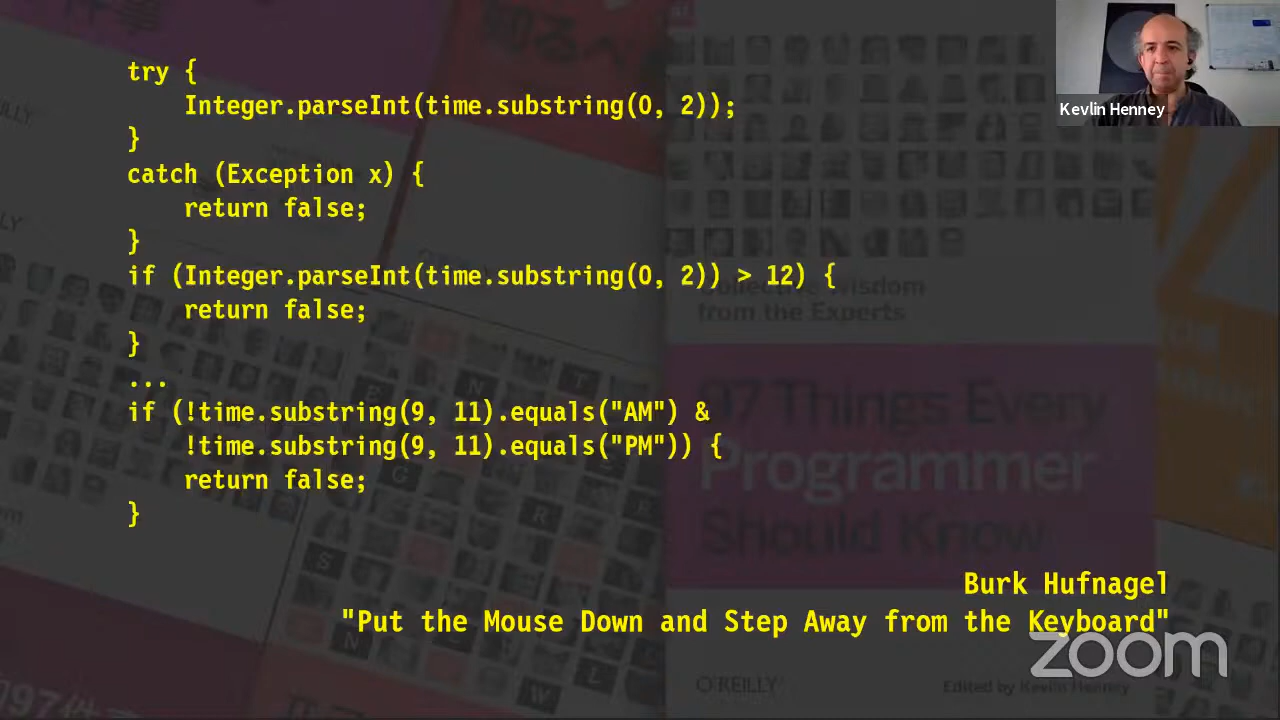 try {
    Integer.parseInt(time.substring(0, 2));
}
catch (Exception x) {
    return false;
}
if (Integer.parseInt(time.substring(0, 2)) > 12) {
    return false;
}
...
if (!time.substring(9, 11).equals("AM") &
    !time.substring(9, 11).equals("PM")) {
    return false;
}
Burk Hufnagel
"Put the Mouse Down and Step Away from the Keyboard"
Kevlin Henney
Collective Wisdom
from the Experts
97 Things Every
Programmer
Should Know
O'REILLY
Edited by Kevlin Henney
zoom